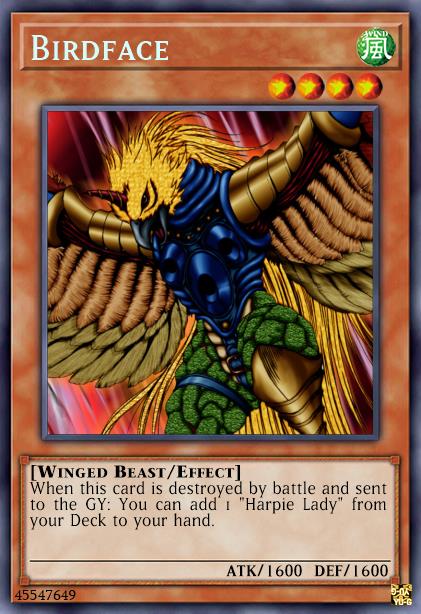 BIRDFACE
WIND
風
[WINGED BEAST/EFFECT]
When this card is destroyed by battle and sent
to the GY: You can add 1 "Harpie Lady" from
your Deck to your hand.
ATK/1600 DEF/1600
45547649